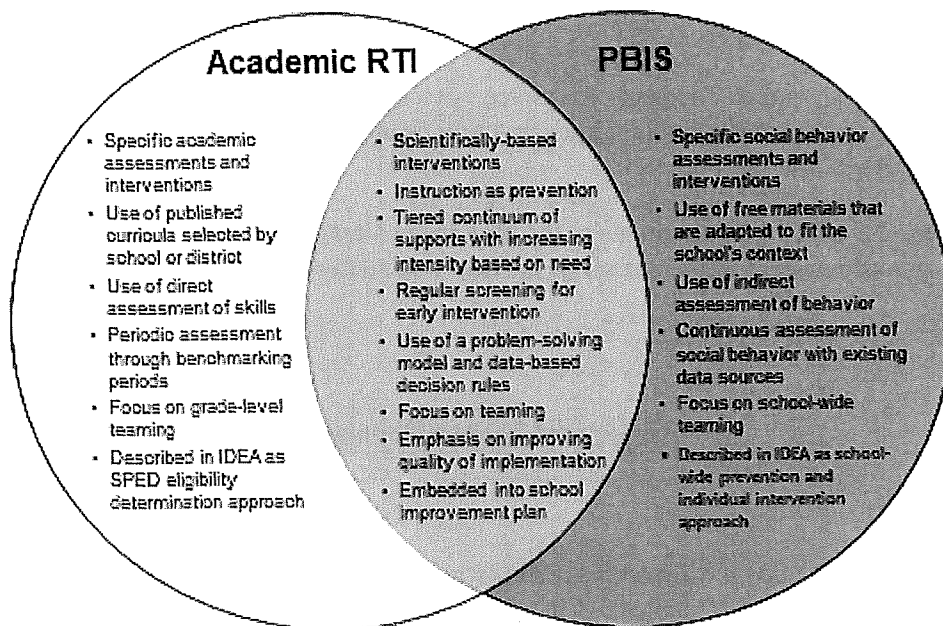 Academic RTI
• Specific academic
assessments and
interventions
• Use of published
curricula selected by
school or district
• Use of direct
assessment of skills
• Periodic assessment
through benchmarking
periods
• Focus on grade-level
teaming
• Described in IDEA as
SPED eligibility
determination approach
• Scientifically-based
interventions
• Instruction as prevention
• Tiered continuum of
supports with increasing
intensity based on need
• Regular screening for
early intervention
• Use of a problem-solving
model and data-based
decision rules
• Focus on teaming
• Emphasis on improving
quality of implementation
• Embedded into school
improvement plan
PBIS
• Specific social behavior
assessments and
interventions
• Use of free materials that
are adapted to fit the
school's context
• Use of indirect
assessment of behavior
• Continuous assessment of
social behavior with existing
data sources
• Focus on school-wide
teaming
• Described in IDEA as school-
wide prevention and
individual intervention
approach